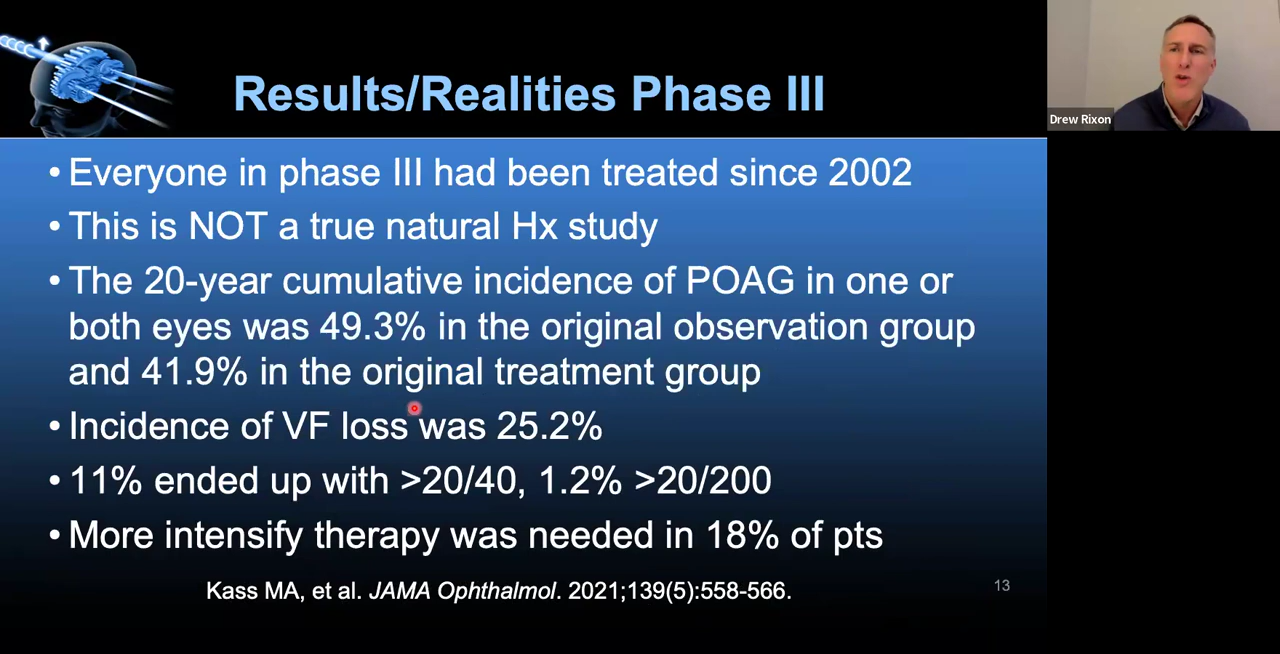 Results/Realities Phase III
Drew Rixon
• Everyone in phase III had been treated since 2002
• This is NOT a true natural Hx study
• The 20-year cumulative incidence of POAG in one or
both eyes was 49.3% in the original observation group
and 41.9% in the original treatment group
• Incidence of VF loss was 25.2%
• 11% ended up with >20/40, 1.2% >20/200
• More intensify therapy was needed in 18% of pts
Kass MA, et al. JAMA Ophthalmol. 2021;139(5):558-566.
13